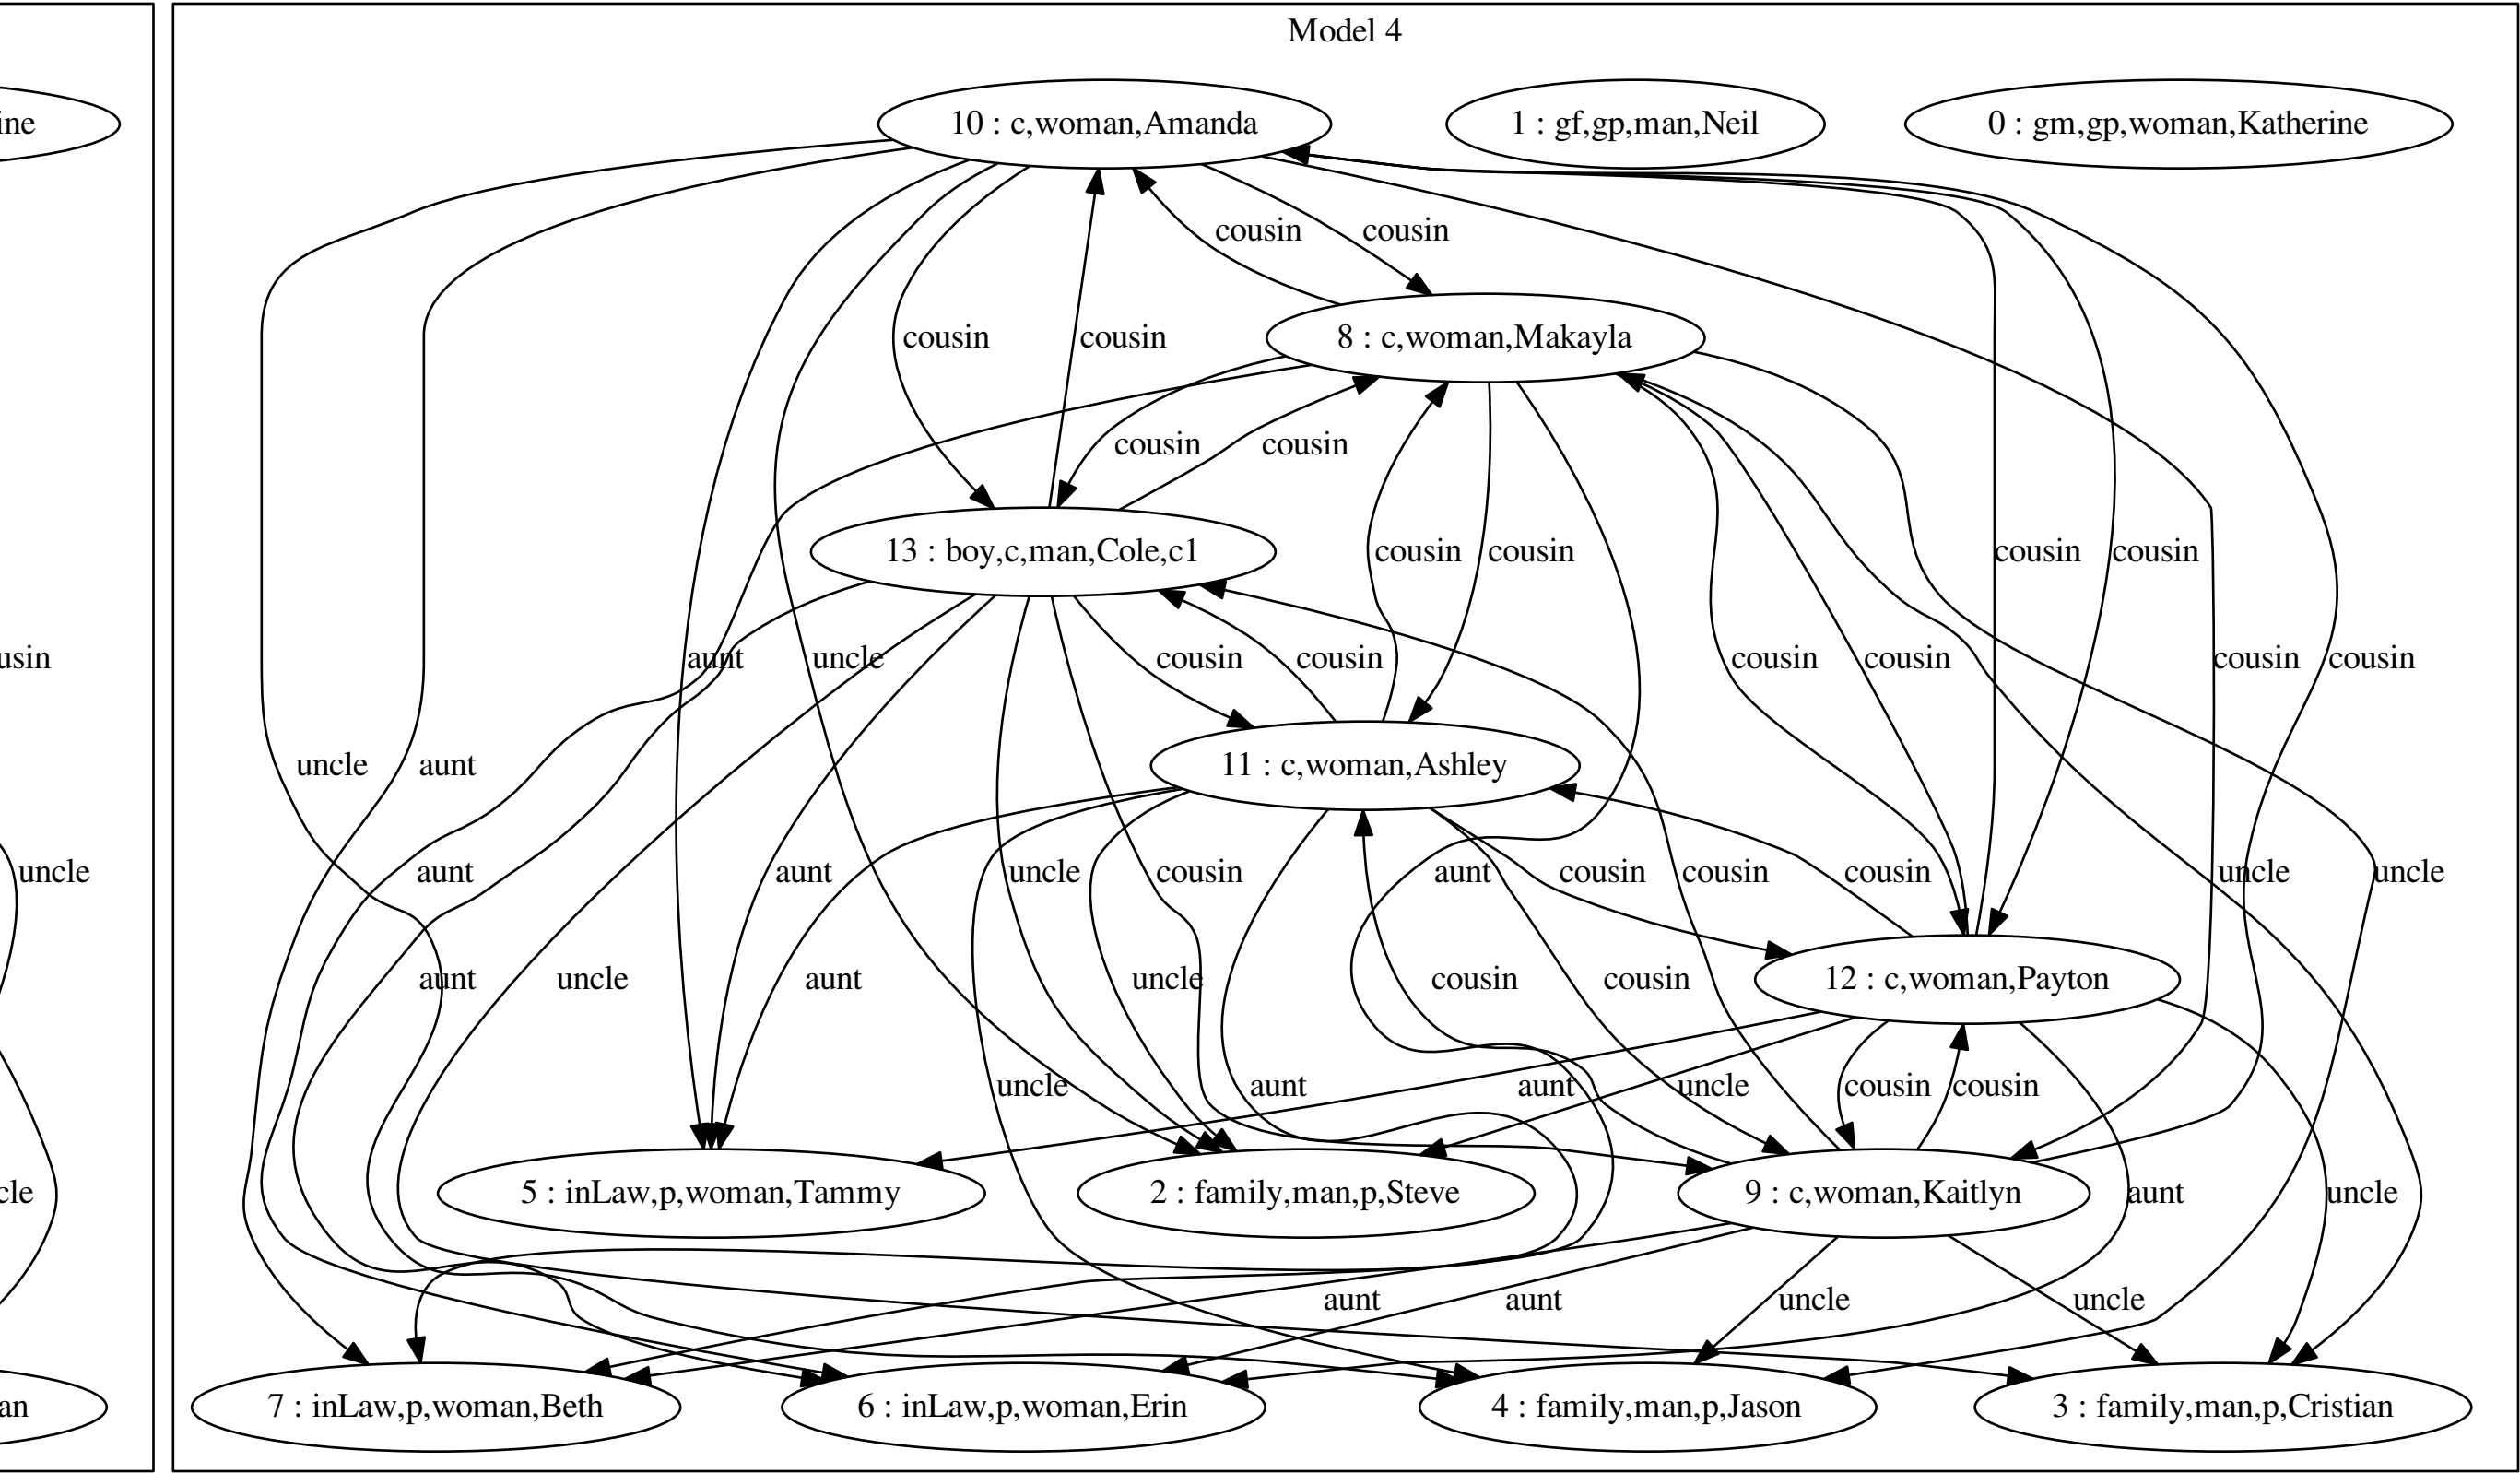 Model 4
ine
10 : c,woman,Amanda
1 : gf,gp,man,Neil
0 : gm,gp,woman,Katherine
cousin
cousin
cousin
cousin
8 : c,woman,Makayla
cousin
cousin
13 : boy,c,man,Cole,c1
cousin
cousin
cousin
cousin
usin
aunt
uncle
cousin
cousin
cousin
cousin
cousin
cousin
uncle
aunt
11 : c,woman,Ashley
uncle
aunt
aunt
uncle
cousin
aunt
cousin
cousin
cousin
uncle
uncle
aunt
uncle
aunt
uncle
cousin
cousin
12 : c,woman,Payton
uncle
aunt
aunt
uncle
cousin
cousin
cle
5 : inLaw,p,woman,Tammy
2 : family,man,p,Steve
9 : c,woman,Kaitlyn
aunt
uncle
aunt
aunt
uncle
uncle
an
7 : inLaw,p,woman,Beth
6 : inLaw,p,woman,Erin
4 : family,man,p,Jason
3 : family,man,p,Cristian